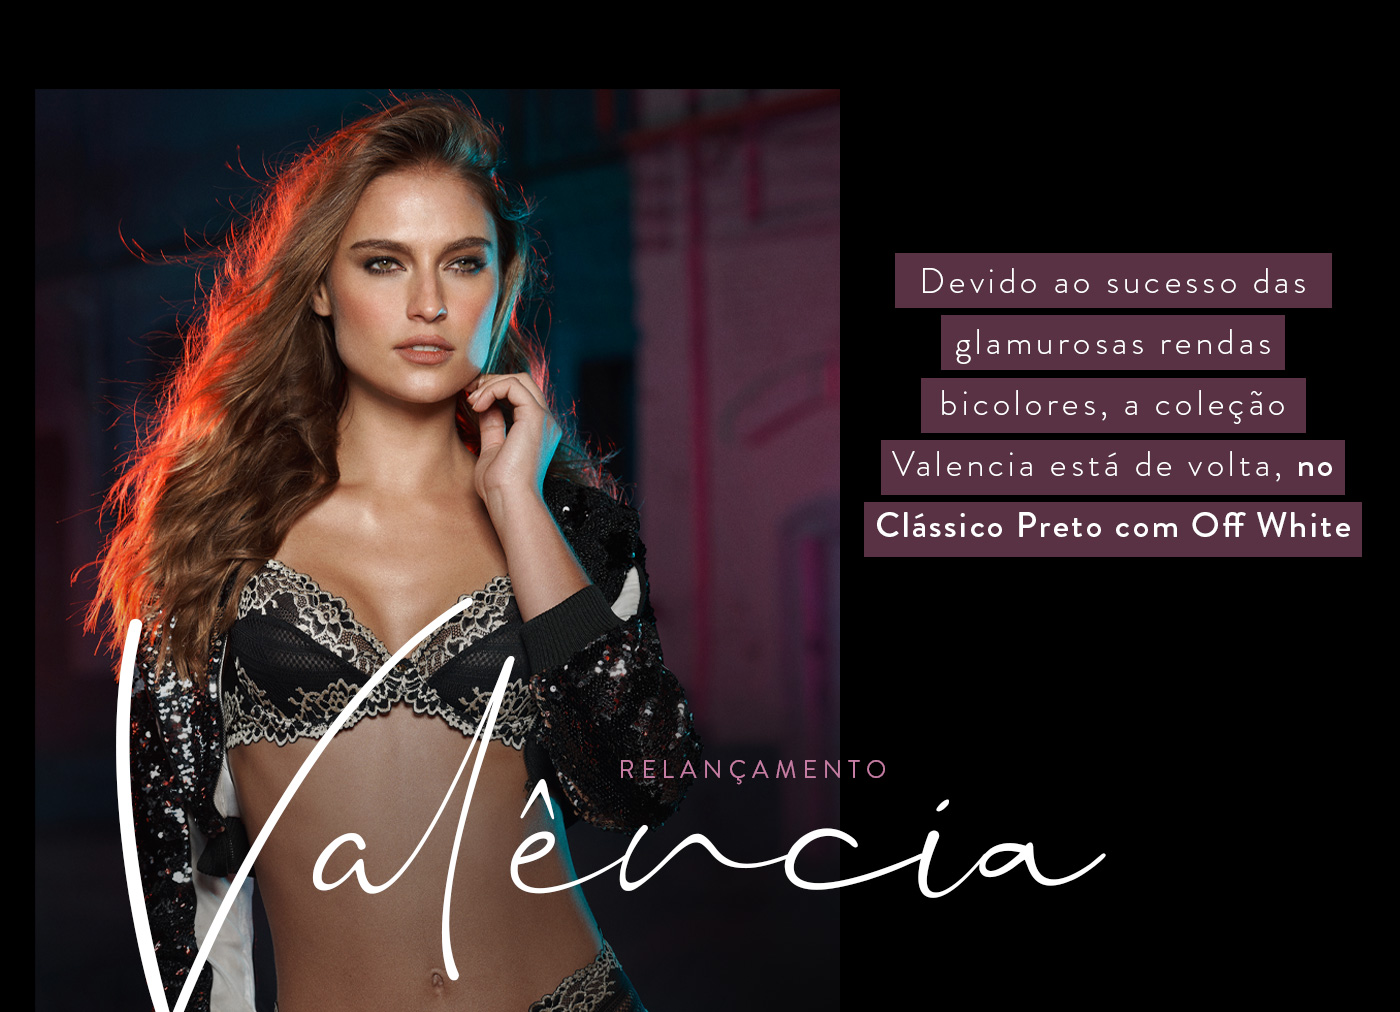 Devido ao sucesso das
glamurosas rendas
bicolores, a coleção
Valencia está de volta, no
Clássico Preto com Off White
RELANÇAMENTO
Valência